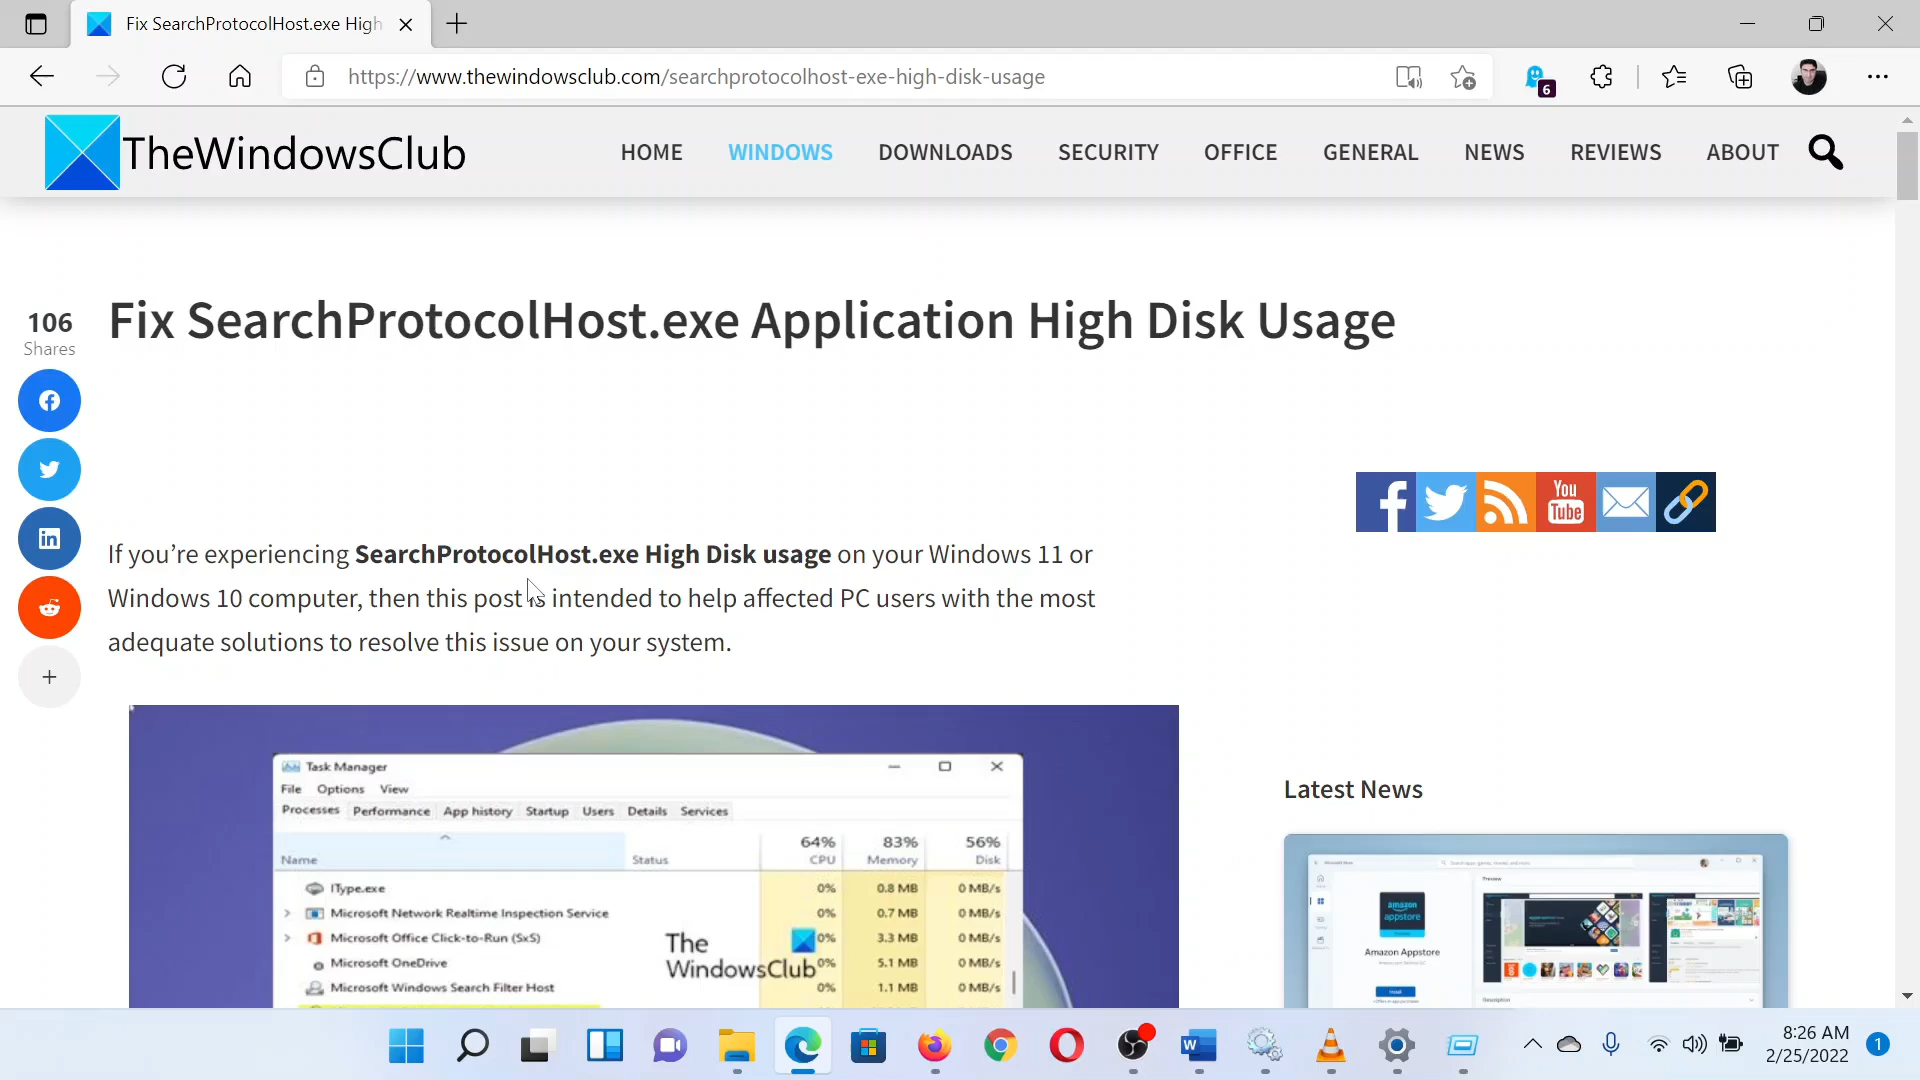 Fix SearchProtocolHost.exe High
https://www.thewindowsclub.com/searchprotocolhost-exe-high-disk-usage
6
TheWindowsClub
HOME WINDOWS DOWNLOADS SECURITY OFFICE GENERAL NEWS REVIEWS ABOUT
106
Shares
Fix SearchProtocolHost.exe Application High Disk Usage
You
Tube
If you’re experiencing SearchProtocolHost.exe High Disk usage on your Windows 11 or
Windows 10 computer, then this post is intended to help affected PC users with the most
adequate solutions to resolve this issue on your system.
Task Manager
File Options View
Processes Performance App history Startup Users Details Services
64% 83% 56%
Name Status CPU Memory Disk
IType.exe 0% 0.8 MB 0 MB/s
Microsoft Network Realtime Inspection Service 0% 0.7 MB 0 MB/s
Microsoft Office Click-to-Run (SxS) 0% 3.3 MB 0 MB/s
Microsoft OneDrive 0% 5.1 MB 0 MB/s
Microsoft Windows Search Filter Host 0% 1.1 MB 0 MB/s
The
WindowsClub
Latest News
amazon
appstore
Amazon Appstore
Install
Preview
Description
8:26 AM
2/25/2022
1